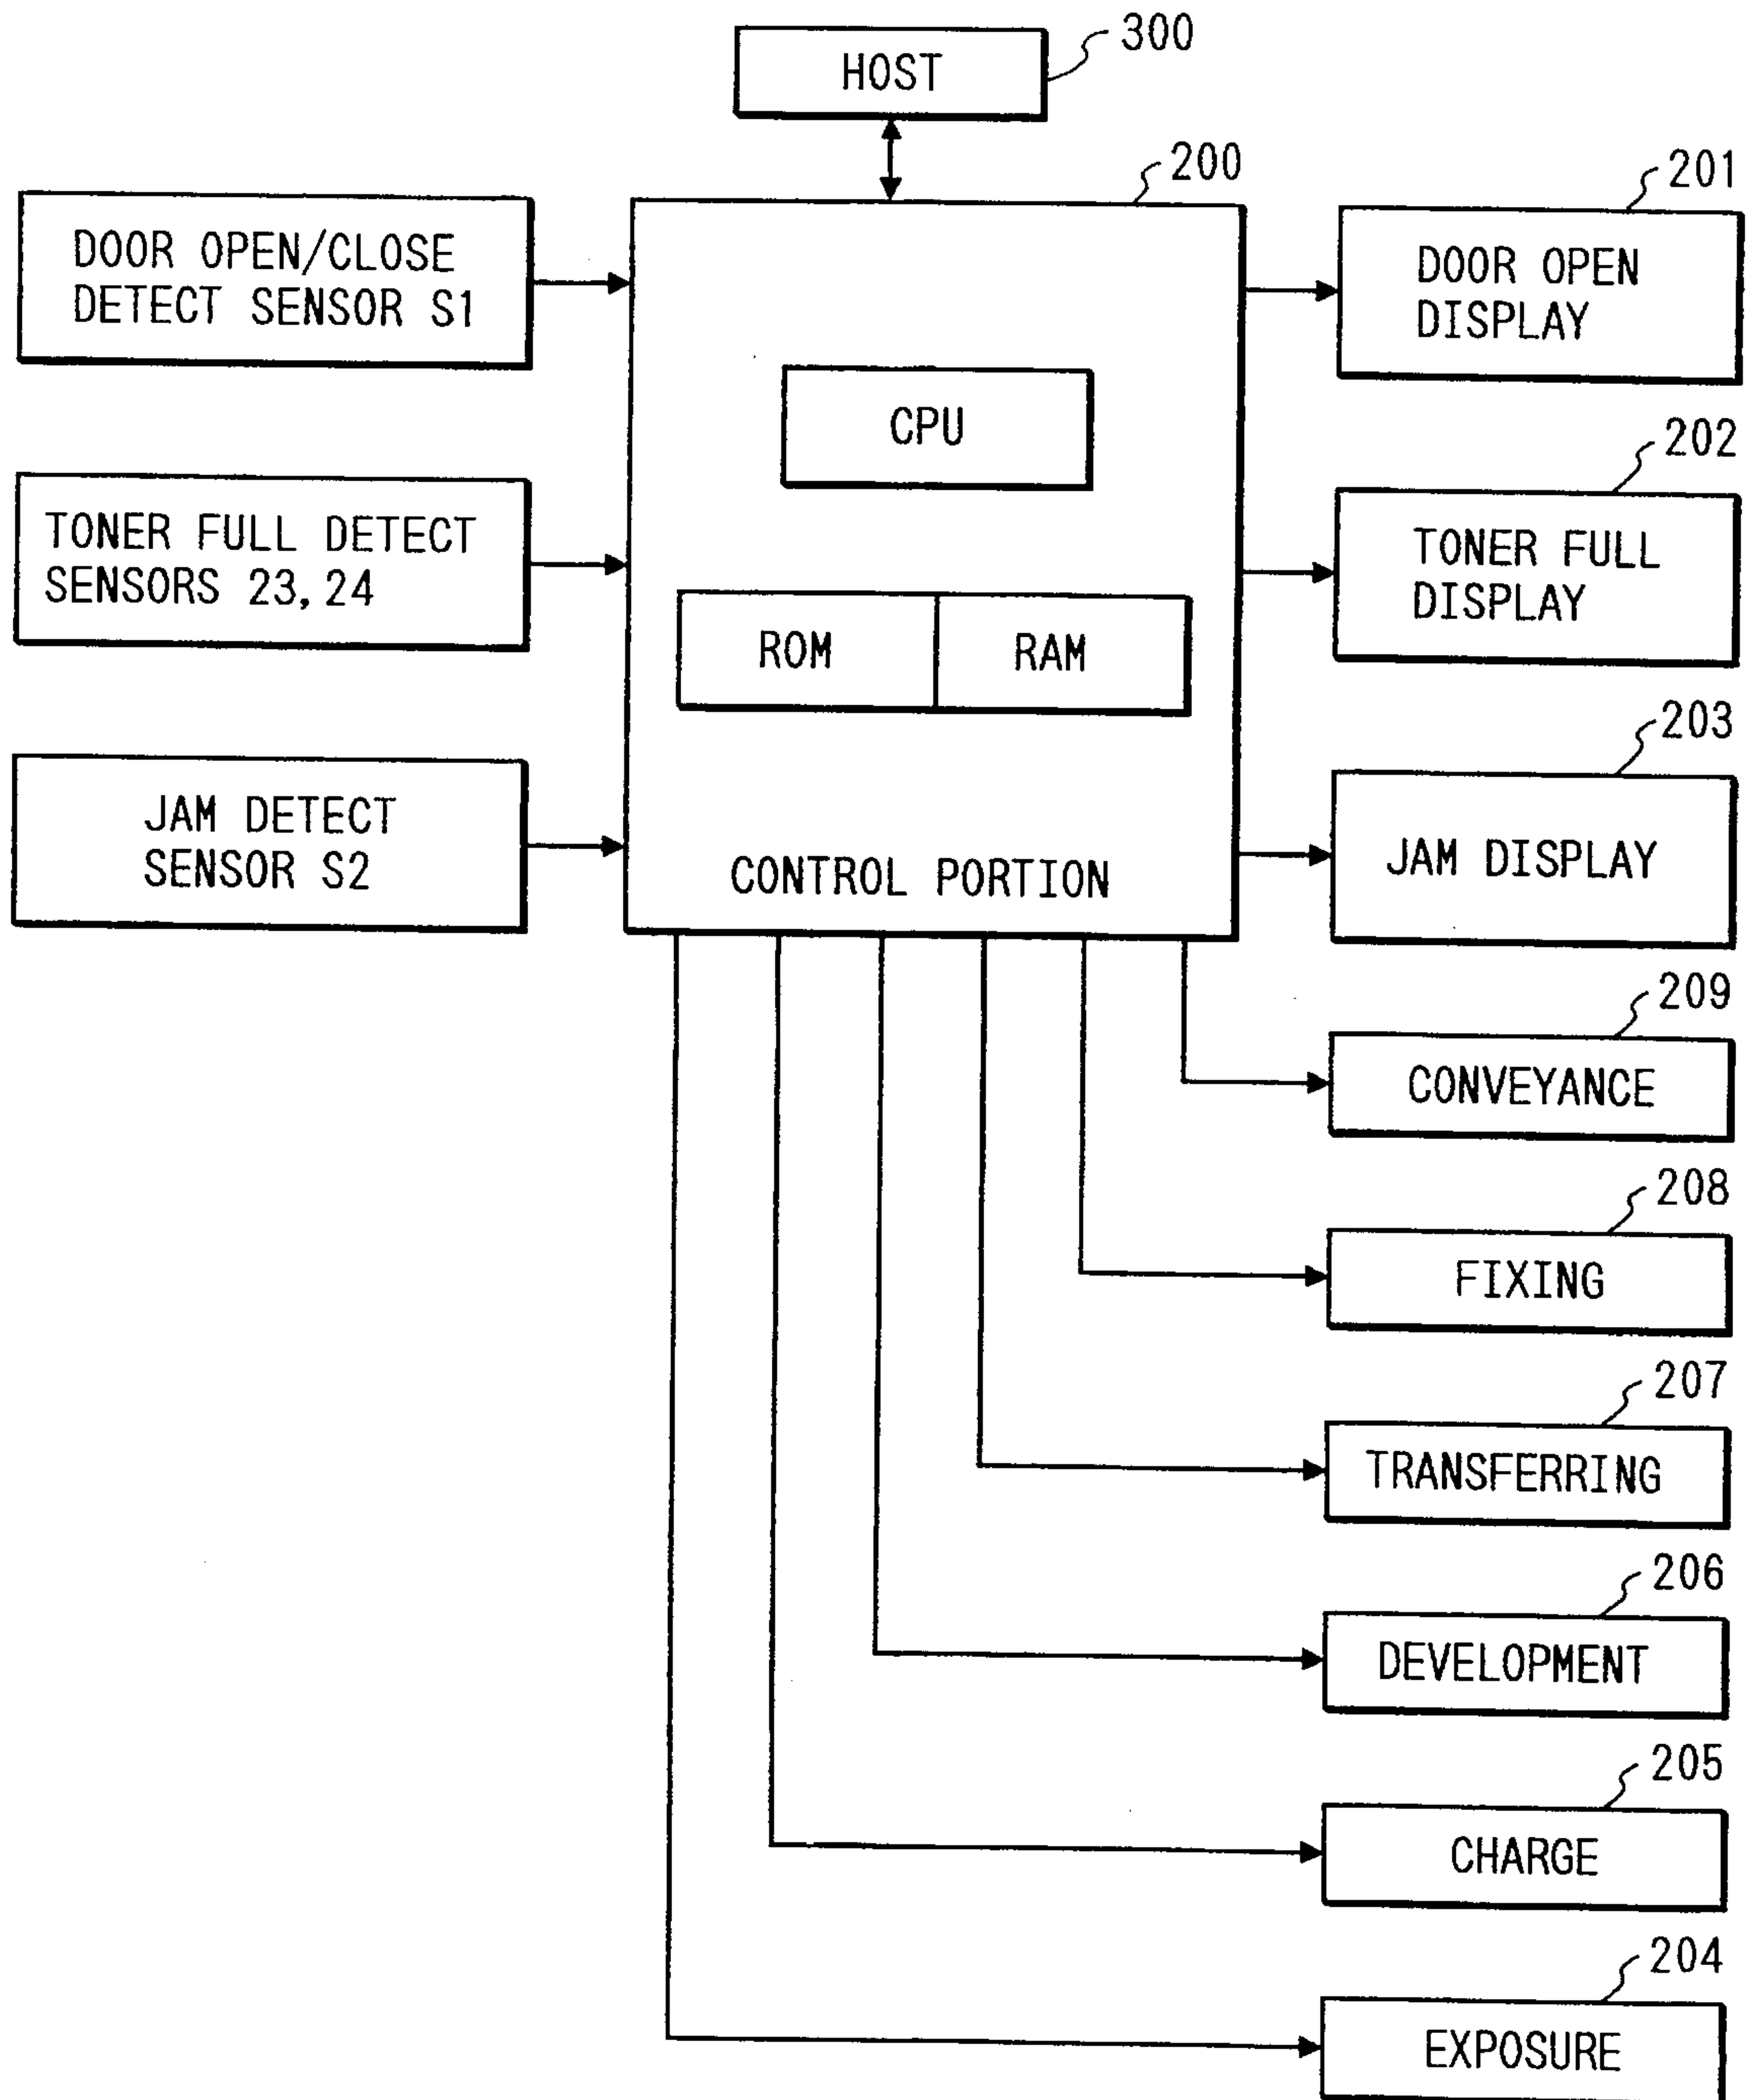 HOST
300
200
DOOR OPEN/CLOSE
DETECT SENSOR S1
201
DOOR OPEN
DISPLAY
CPU
TONER FULL DETECT
SENSORS 23, 24
202
TONER FULL
DISPLAY
ROM
RAM
JAM DETECT
SENSOR S2
CONTROL PORTION
203
JAM DISPLAY
209
CONVEYANCE
208
FIXING
207
TRANSFERRING
206
DEVELOPMENT
205
CHARGE
204
EXPOSURE